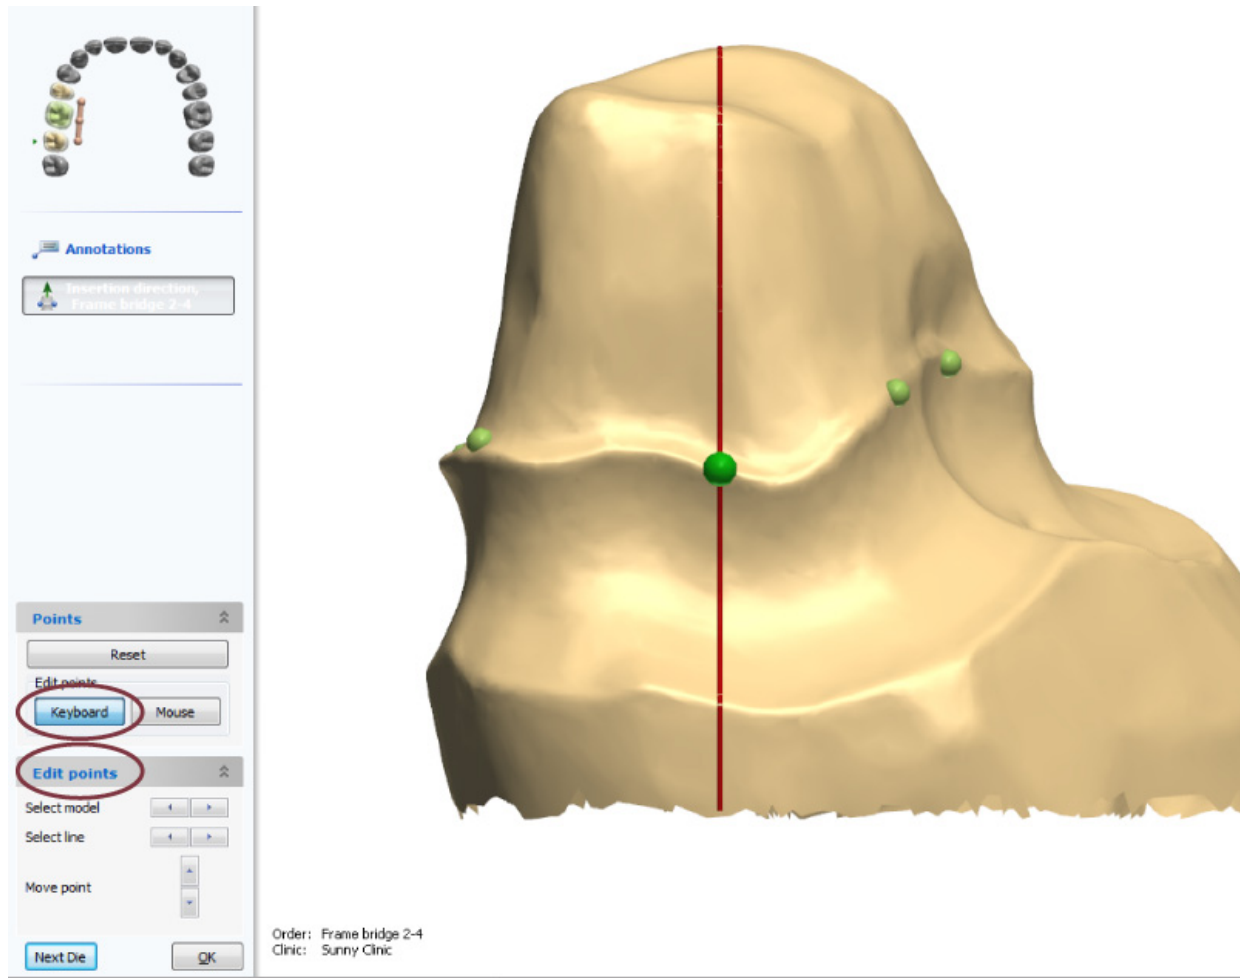 Annotations
Insertion direction,
Frame bridge 2-4
Points
Reset
Edit points
Keyboard Mouse
Edit points
Select model
Select line
Move point
Next Die OK
Order: Frame bridge 2-4
Clinic: Sunny Clinic